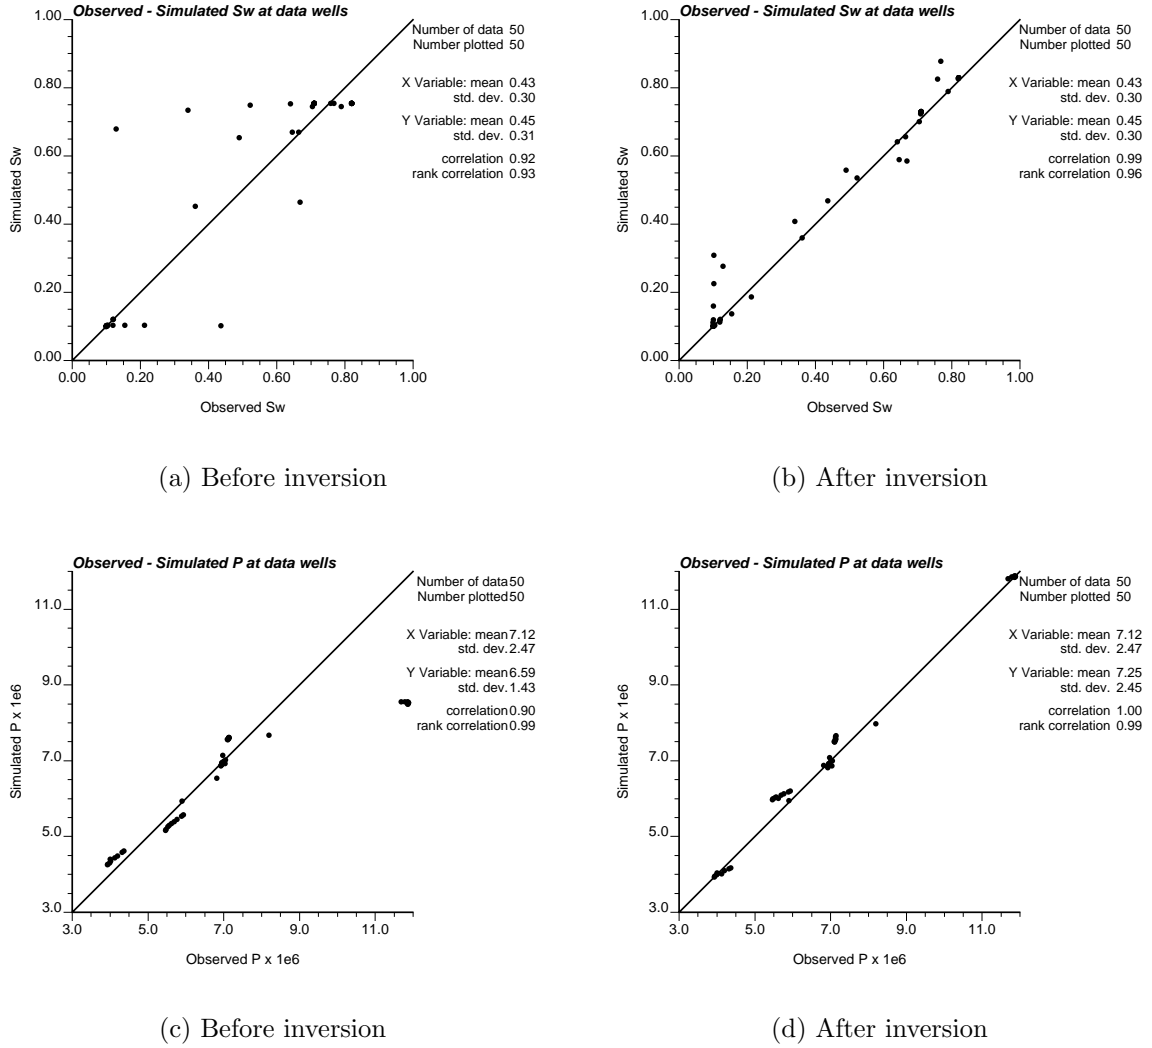 Observed - Simulated Sw at data wells
Number of data 50
Number plotted 50
X Variable: mean 0.43
std. dev. 0.30
Y Variable: mean 0.45
std. dev. 0.31
correlation 0.92
rank correlation 0.93
Simulated Sw
1.00
0.80
0.60
0.40
0.20
0.00
0.00 0.20 0.40 0.60 0.80 1.00
Observed Sw
(a) Before inversion
Observed - Simulated Sw at data wells
Number of data 50
Number plotted 50
X Variable: mean 0.43
std. dev. 0.30
Y Variable: mean 0.45
std. dev. 0.30
correlation 0.99
rank correlation 0.96
Simulated Sw
1.00
0.80
0.60
0.40
0.20
0.00
0.00 0.20 0.40 0.60 0.80 1.00
Observed Sw
(b) After inversion
Observed - Simulated P at data wells
Number of data 50
Number plotted 50
X Variable: mean 7.12
std. dev. 2.47
Y Variable: mean 6.59
std. dev. 1.43
correlation 0.90
rank correlation 0.99
Simulated P x 1e6
11.0
9.0
7.0
5.0
3.0
3.0 5.0 7.0 9.0 11.0
Observed P x 1e6
(c) Before inversion
Observed - Simulated P at data wells
Number of data 50
Number plotted 50
X Variable: mean 7.12
std. dev. 2.47
Y Variable: mean 7.25
std. dev. 2.45
correlation 1.00
rank correlation 0.99
Simulated P x 1e6
11.0
9.0
7.0
5.0
3.0
3.0 5.0 7.0 9.0 11.0
Observed P x 1e6
(d) After inversion